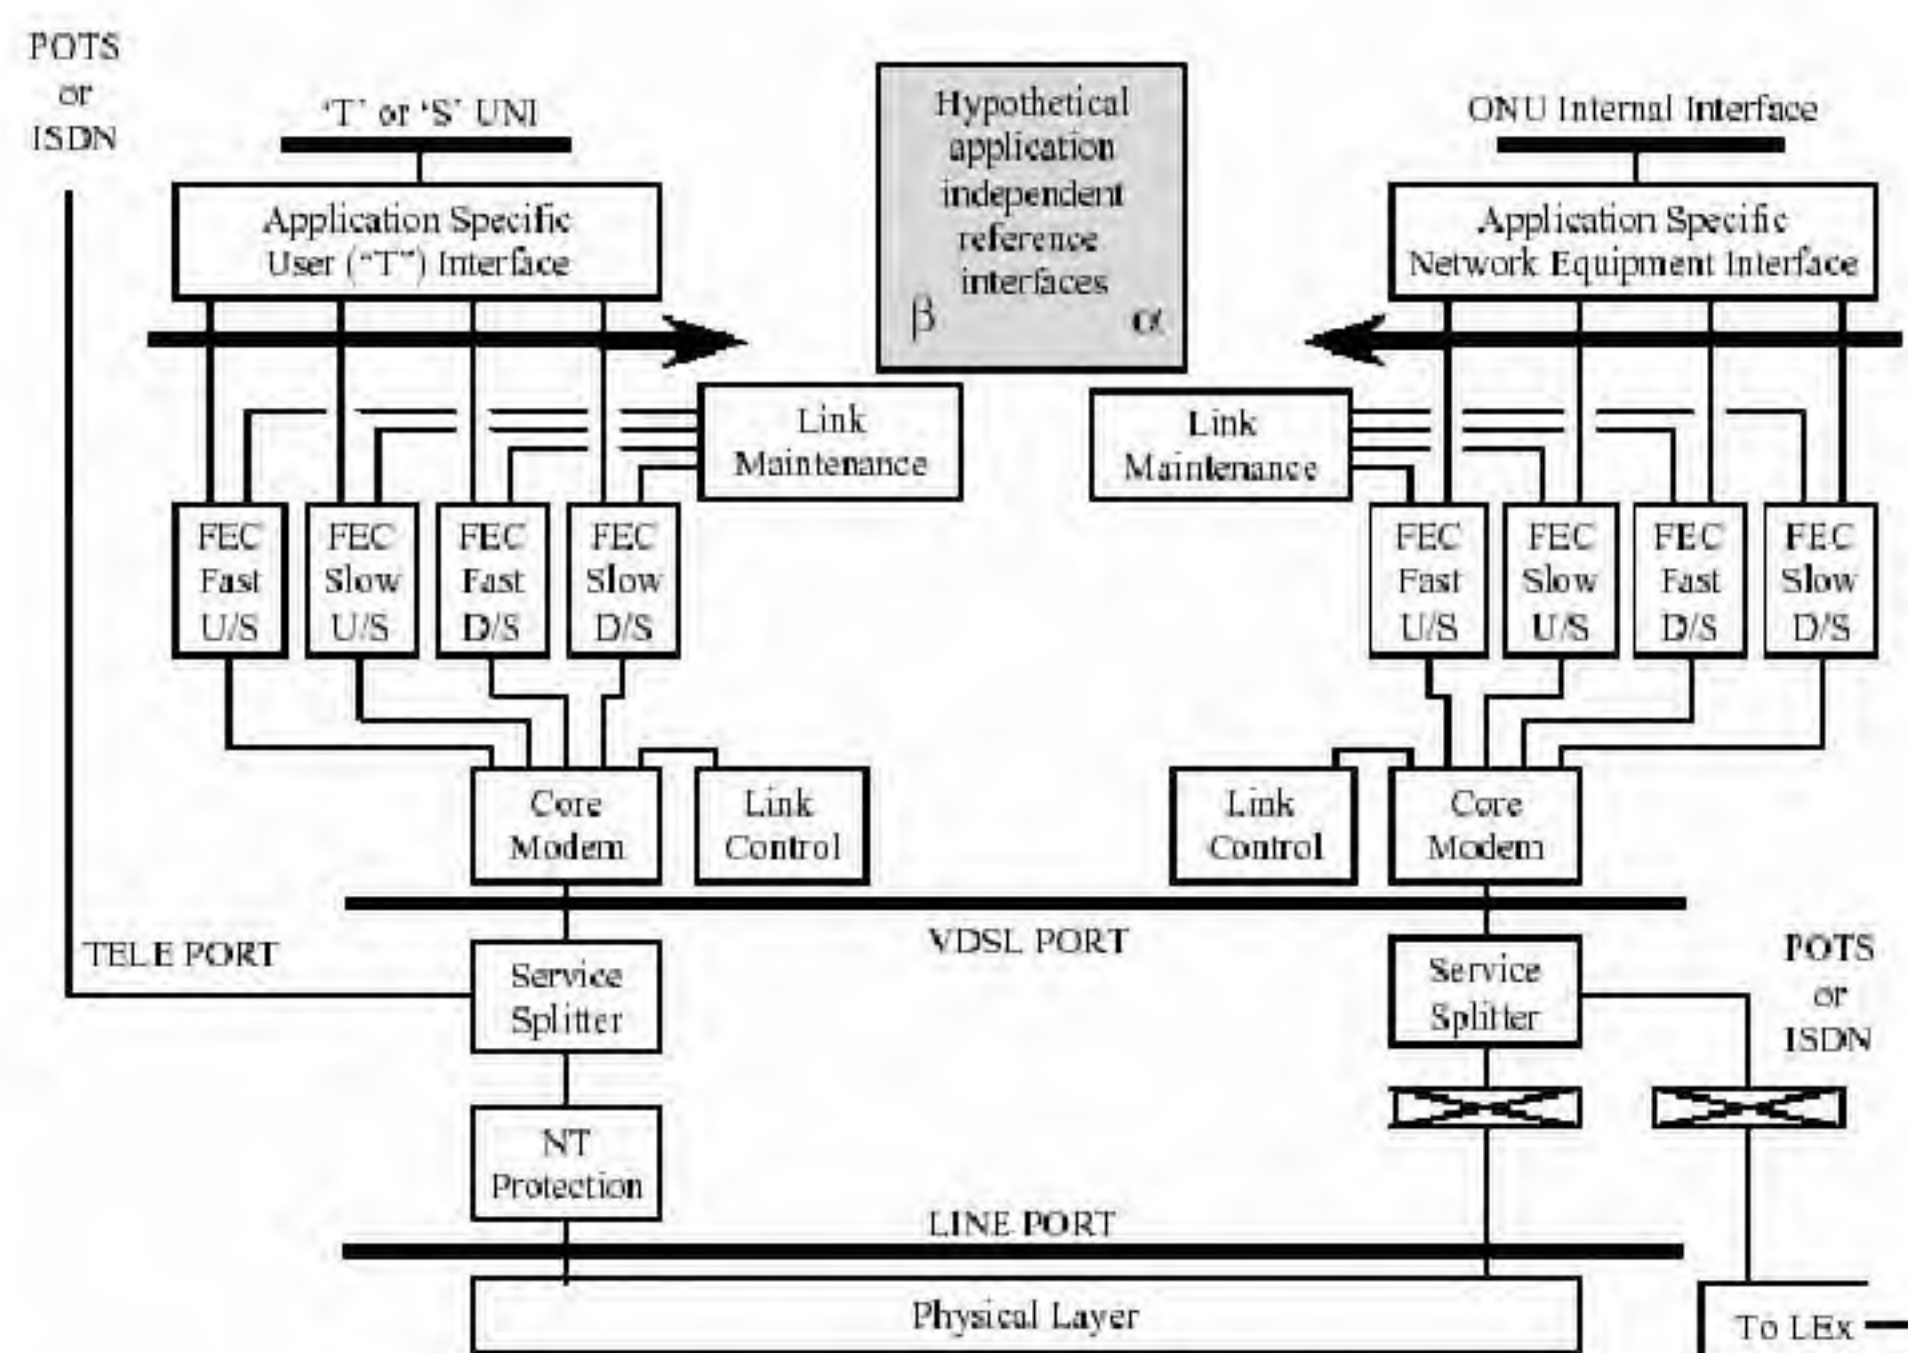 POTS
or
ISDN
'T' or 'S' UNI
Application Specific
User ("T") Interface
Hypothetical
application
independent
reference
interfaces
β α
ONU Internal Interface
Application Specific
Network Equipment Interface
Link
Maintenance
Link
Maintenance
FEC
Fast
U/S
FEC
Slow
U/S
FEC
Fast
D/S
FEC
Slow
D/S
FEC
Fast
U/S
FEC
Slow
U/S
FEC
Fast
D/S
FEC
Slow
D/S
Core
Modem
Link
Control
Link
Control
Core
Modem
TELE PORT
VDSL PORT
Service
Splitter
Service
Splitter
POTS
or
ISDN
NT
Protection
LINE PORT
Physical Layer
To LEx